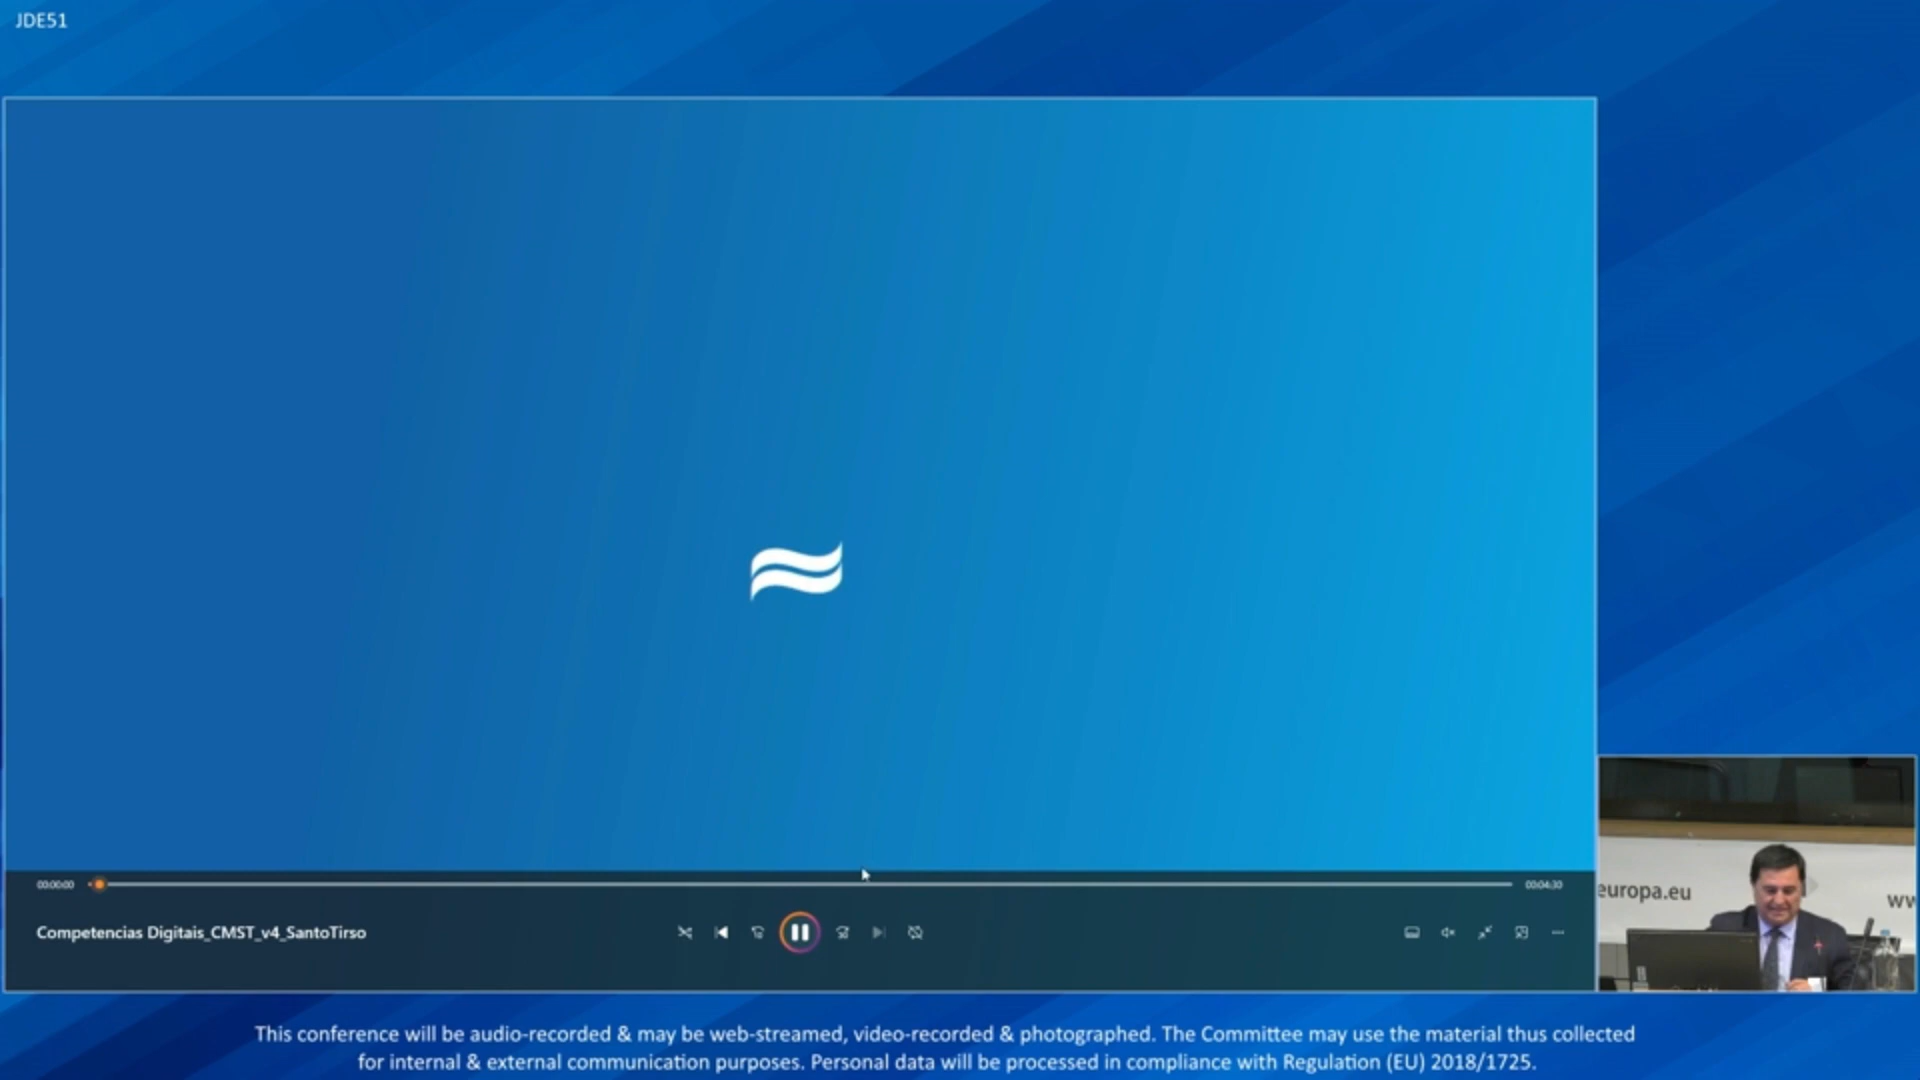 JDE51
00:00:00
00:04:30
Competencias Digitais_CMST_v4_SantoTirso
europa.eu
ww
This conference will be audio-recorded & may be web-streamed, video-recorded & photographed. The Committee may use the material thus collected
for internal & external communication purposes. Personal data will be processed in compliance with Regulation (EU) 2018/1725.